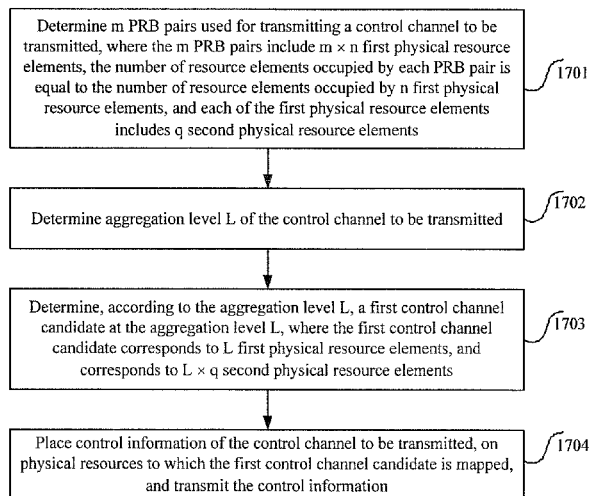 Determine m PRB pairs used for transmitting a control channel to be
transmitted, where the m PRB pairs include m × n first physical resource
elements, the number of resource elements occupied by each PRB pair is
equal to the number of resource elements occupied by n first physical
resource elements, and each of the first physical resource elements
includes q second physical resource elements
1701
Determine aggregation level L of the control channel to be transmitted
1702
Determine, according to the aggregation level L, a first control channel
candidate at the aggregation level L, where the first control channel
candidate corresponds to L first physical resource elements, and
corresponds to L × q second physical resource elements
1703
Place control information of the control channel to be transmitted, on
physical resources to which the first control channel candidate is mapped,
and transmit the control information
1704